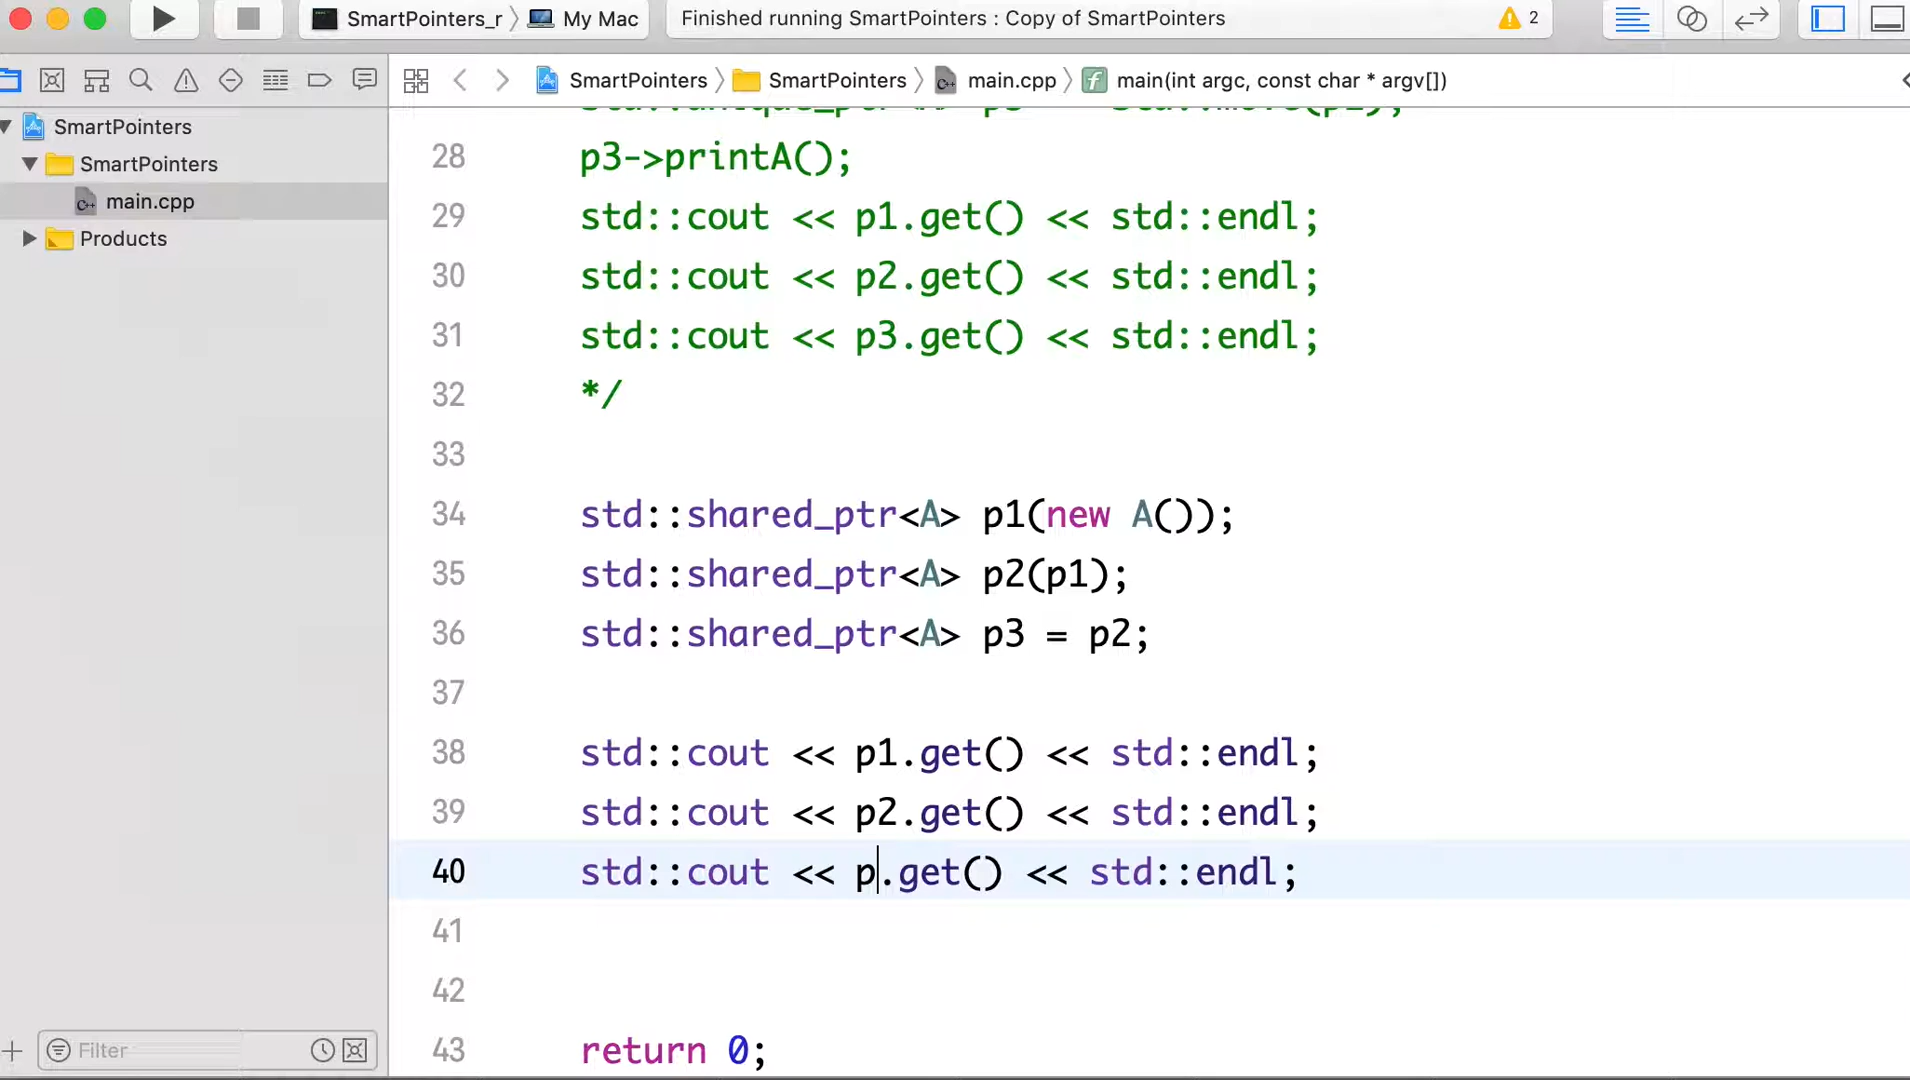 SmartPointers_r
My Mac
Finished running SmartPointers : Copy of SmartPointers
2
SmartPointers
SmartPointers
main.cpp
main(int argc, const char * argv[])
SmartPointers
SmartPointers
main.cpp
Products
28 p3->printA();
29 std::cout << p1.get() << std::endl;
30 std::cout << p2.get() << std::endl;
31 std::cout << p3.get() << std::endl;
32 */
33
34 std::shared_ptr<A> p1(new A());
35 std::shared_ptr<A> p2(p1);
36 std::shared_ptr<A> p3 = p2;
37
38 std::cout << p1.get() << std::endl;
39 std::cout << p2.get() << std::endl;
40 std::cout << p.get() << std::endl;
41
42
43 return 0;
Filter